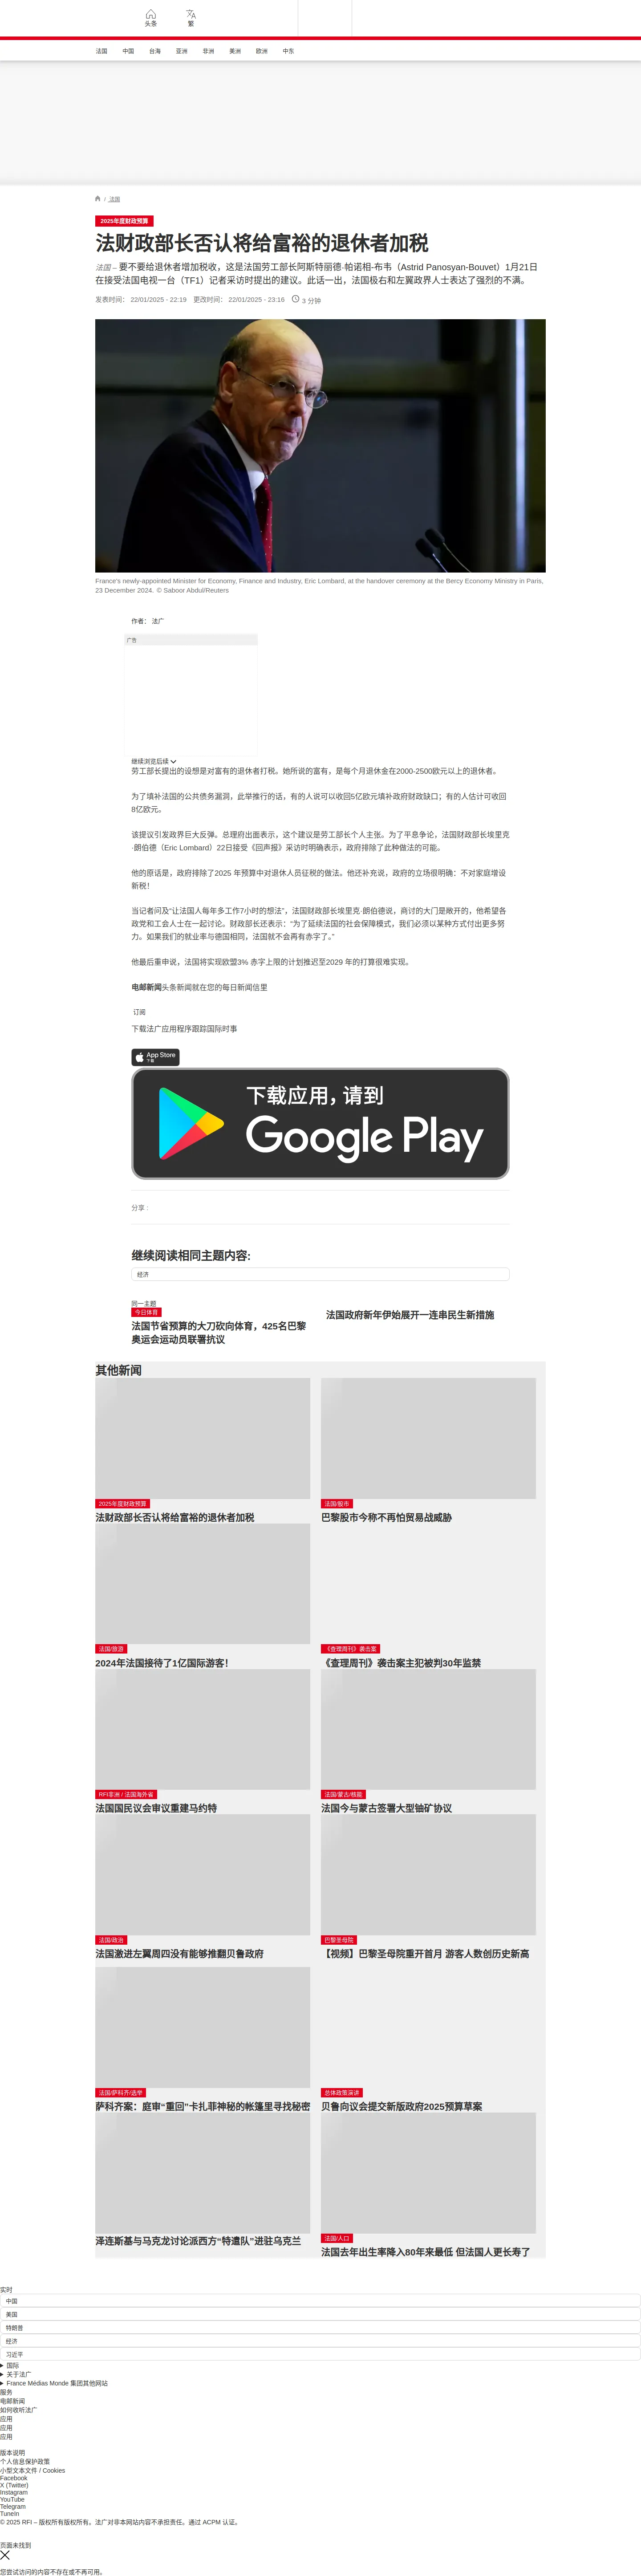 头条
繁
法国
中国
台海
亚洲
非洲
美洲
欧洲
中东
/ 法国
2025年度财政预算
法财政部长否认将给富裕的退休者加税
法国 – 要不要给退休者增加税收，这是法国劳工部长阿斯特丽德·帕诺相-布韦（Astrid Panosyan-Bouvet）1月21日
在接受法国电视一台（TF1）记者采访时提出的建议。此话一出，法国极右和左翼政界人士表达了强烈的不满。
发表时间： 22/01/2025 - 22:19 更改时间： 22/01/2025 - 23:16 3 分钟
France's newly-appointed Minister for Economy, Finance and Industry, Eric Lombard, at the handover ceremony at the Bercy Economy Ministry in Paris,
23 December 2024. © Saboor Abdul/Reuters
作者： 法广
广告
继续浏览后续
劳工部长提出的设想是对富有的退休者打税。她所说的富有，是每个月退休金在2000-2500欧元以上的退休者。
为了填补法国的公共债务漏洞，此举推行的话，有的人说可以收回5亿欧元填补政府财政缺口；有的人估计可收回
8亿欧元。
该提议引发政界巨大反弹。总理府出面表示，这个建议是劳工部长个人主张。为了平息争论，法国财政部长埃里克
·朗伯德（Eric Lombard）22日接受《回声报》采访时明确表示，政府排除了此种做法的可能。
他的原话是，政府排除了2025 年预算中对退休人员征税的做法。他还补充说，政府的立场很明确：不对家庭增设
新税！
当记者问及“让法国人每年多工作7小时的想法”，法国财政部长埃里克·朗伯德说，商讨的大门是敞开的，他希望各
政党和工会人士在一起讨论。财政部长还表示：“为了延续法国的社会保障模式，我们必须以某种方式付出更多努
力。如果我们的就业率与德国相同，法国就不会再有赤字了。”
他最后重申说，法国将实现欧盟3% 赤字上限的计划推迟至2029 年的打算很难实现。
电邮新闻头条新闻就在您的每日新闻信里
订阅
下载法广应用程序跟踪国际时事
App Store
下载
下载应用，请到
Google Play
分享 :
继续阅读相同主题内容:
经济
同一主题
今日体育
法国节省预算的大刀砍向体育，425名巴黎
奥运会运动员联署抗议
法国政府新年伊始展开一连串民生新措施
其他新闻
2025年度财政预算
法财政部长否认将给富裕的退休者加税
法国/股市
巴黎股市今称不再怕贸易战威胁
法国/旅游
2024年法国接待了1亿国际游客！
《查理周刊》袭击案
《查理周刊》袭击案主犯被判30年监禁
RFI非洲 / 法国海外省
法国国民议会审议重建马约特
法国/蒙古/核能
法国今与蒙古签署大型铀矿协议
法国/政治
法国激进左翼周四没有能够推翻贝鲁政府
巴黎圣母院
【视频】巴黎圣母院重开首月 游客人数创历史新高
法国/萨科齐/选举
萨科齐案：庭审“重回”卡扎菲神秘的帐篷里寻找秘密
总体政策演讲
贝鲁向议会提交新版政府2025预算草案
泽连斯基与马克龙讨论派西方“特遣队”进驻乌克兰
法国/人口
法国去年出生率降入80年来最低 但法国人更长寿了
实时
中国
美国
特朗普
经济
习近平
国际
关于法广
France Médias Monde 集团其他网站
服务
电邮新闻
如何收听法广
应用
应用
应用
版本说明
个人信息保护政策
小型文本文件 / Cookies
Facebook
X (Twitter)
Instagram
YouTube
Telegram
TuneIn
© 2025 RFI – 版权所有版权所有。法广对非本网站内容不承担责任。通过 ACPM 认证。
页面未找到
您尝试访问的内容不存在或不再可用。